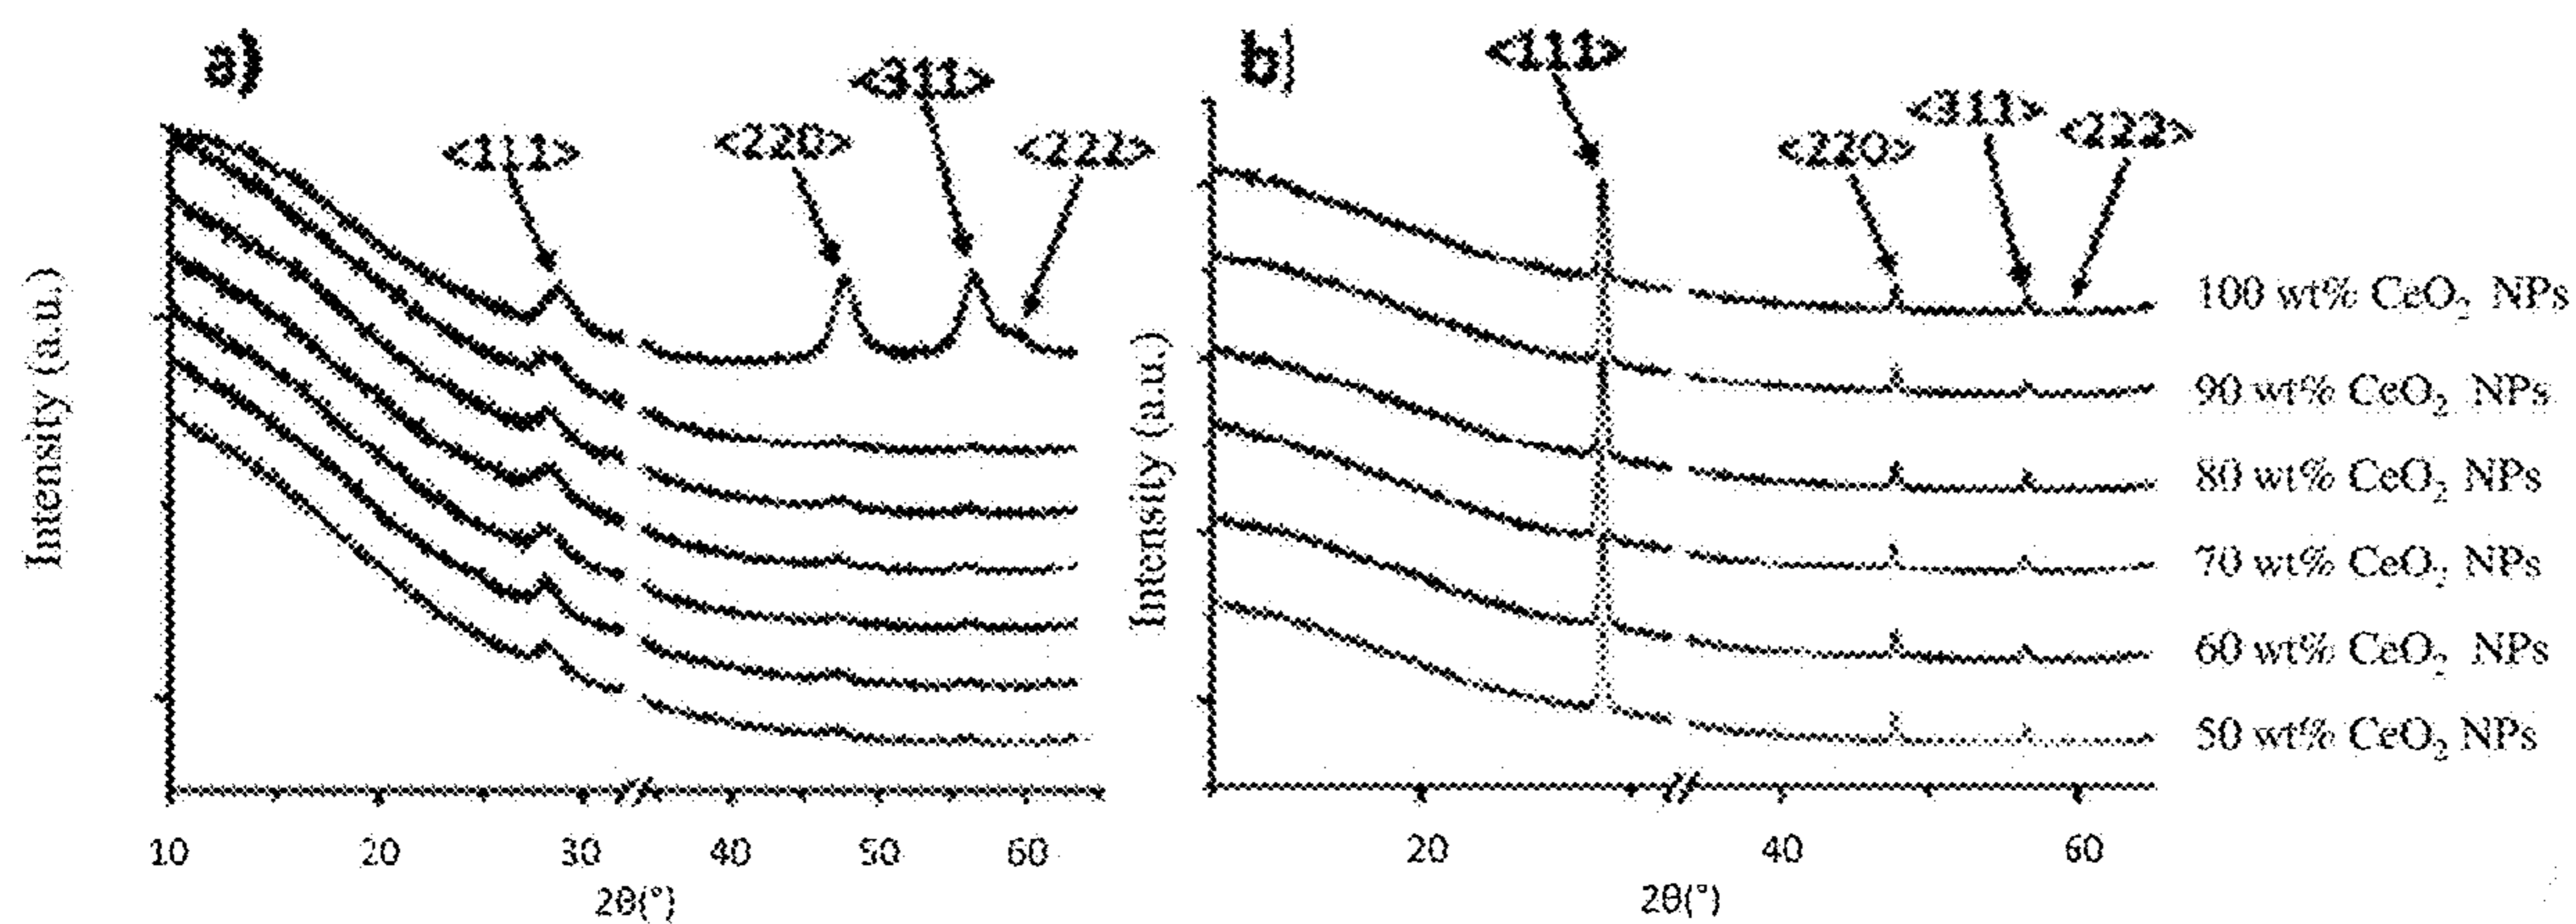 a)
<111>
<220>
<311>
<222>
Intensity (a.u.)
10 20 30 40 50 60
2θ(°)
b)
<111>
<220>
<311>
<222>
Intensity (a.u.)
20 40 60
2θ(°)
100 wt% CeO₂ NPs
90 wt% CeO₂ NPs
80 wt% CeO₂ NPs
70 wt% CeO₂ NPs
60 wt% CeO₂ NPs
50 wt% CeO₂ NPs